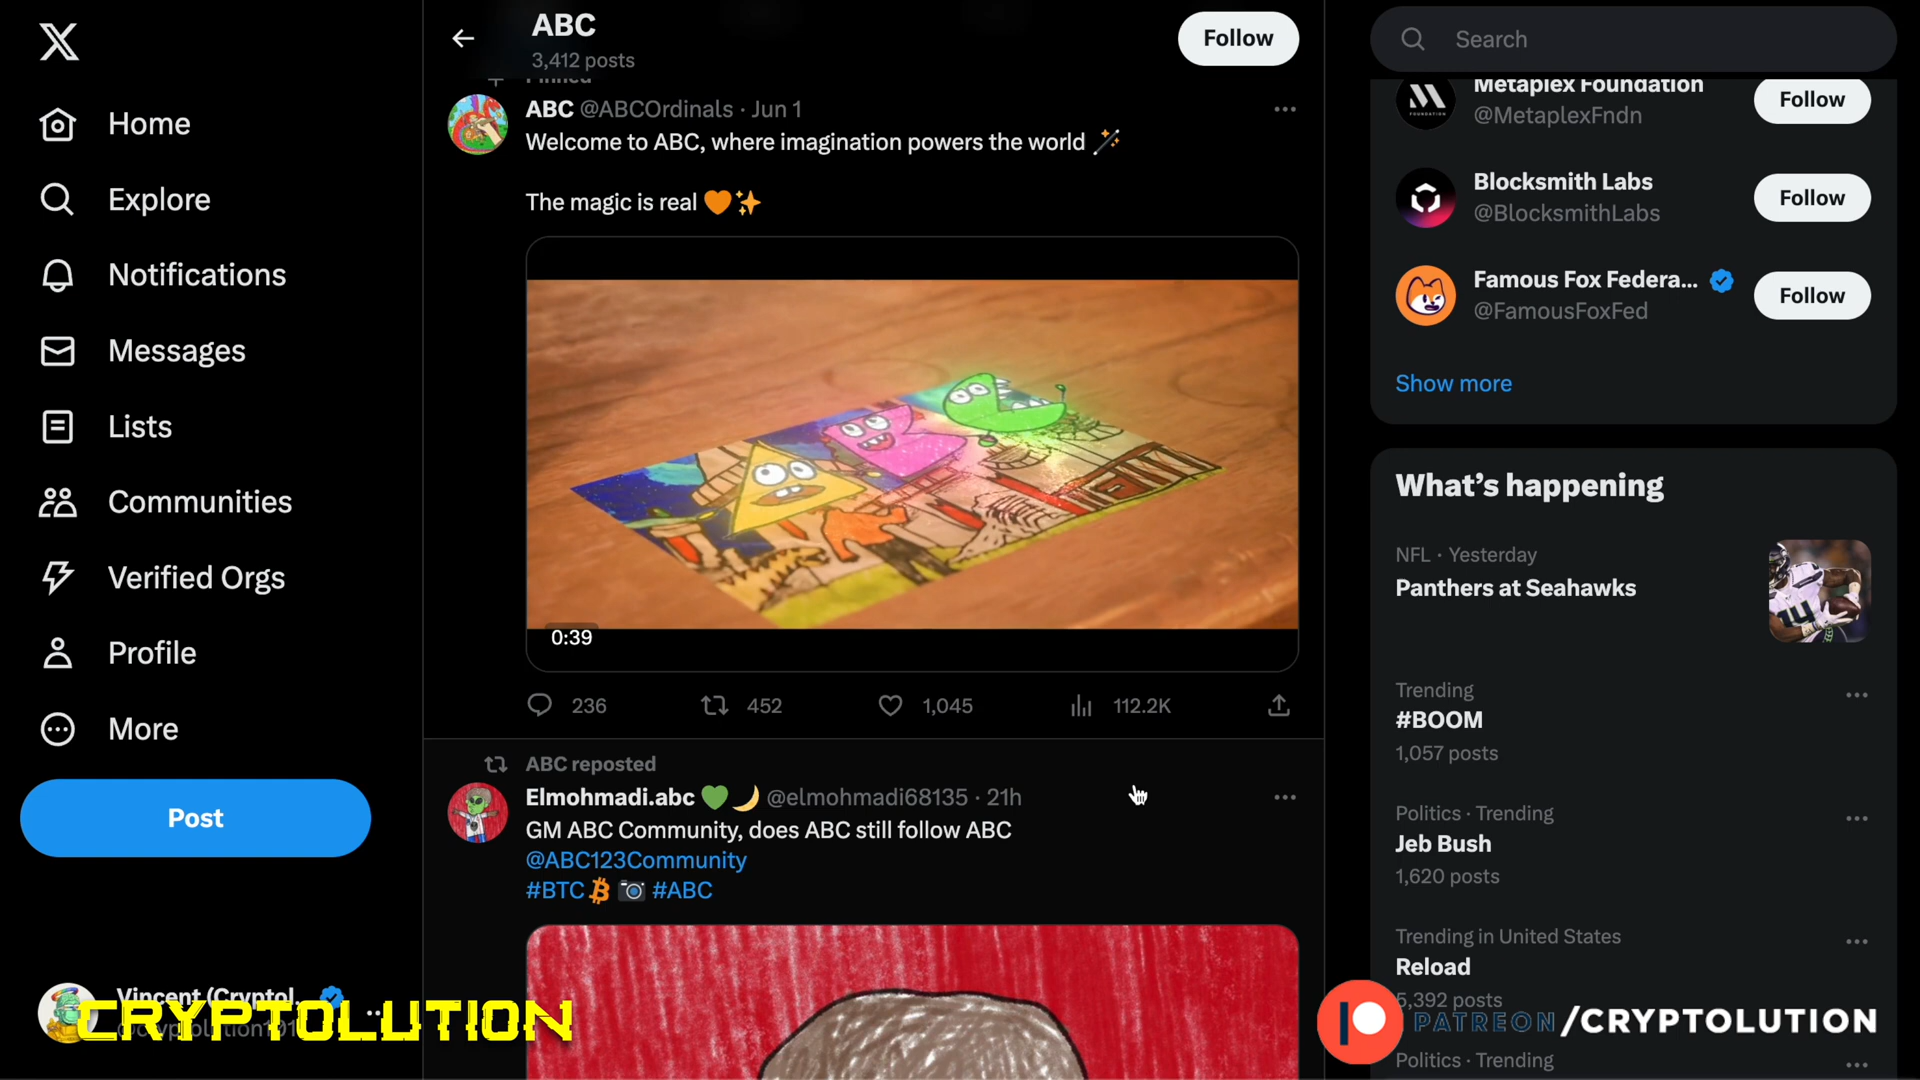 Home
Explore
Notifications
Messages
Lists
Communities
Verified Orgs
Profile
More
Post
Vincent (Cryptol...
CRYPTOLUTION
ABC
3,412 posts
Follow
Pinned
ABC @ABCOrdinals · Jun 1
Welcome to ABC, where imagination powers the world 🪄
The magic is real 🧡✨
0:39
236 452 1,045 112.2K
ABC reposted
Elmohmadi.abc 💚🌙 @elmohmadi68135 · 21h
GM ABC Community, does ABC still follow ABC
@ABC123Community
#BTC 📷 #ABC
Search
Metaplex Foundation
@MetaplexFndn
Follow
Blocksmith Labs
@BlocksmithLabs
Follow
Famous Fox Federa...
@FamousFoxFed
Follow
Show more
What's happening
NFL · Yesterday
Panthers at Seahawks
Trending
#BOOM
1,057 posts
Politics · Trending
Jeb Bush
1,620 posts
Trending in United States
Reload
5,392 posts
PATREON/CRYPTOLUTION
Politics · Trending